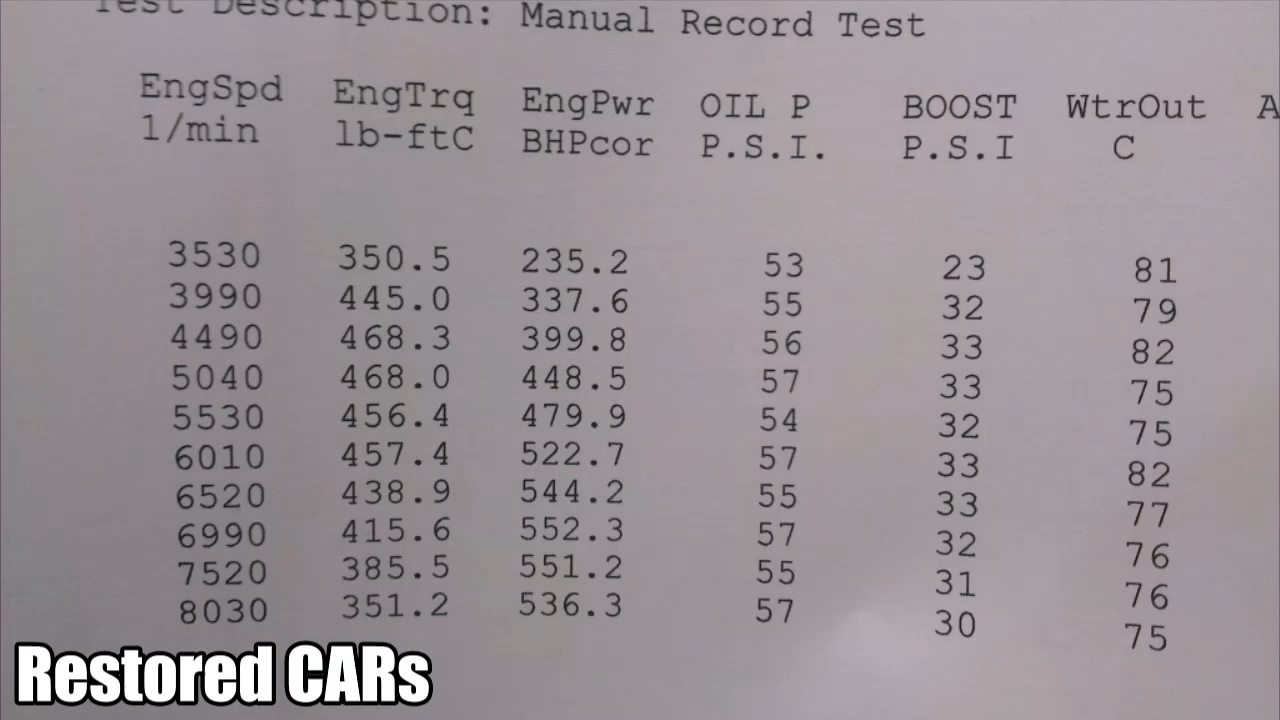 Test Description: Manual Record Test
EngSpd EngTrq EngPwr OIL P BOOST WtrOut A
1/min lb-ftC BHPcor P.S.I. P.S.I C
3530 350.5 235.2 53 23 81
3990 445.0 337.6 55 32 79
4490 468.3 399.8 56 33 82
5040 468.0 448.5 57 33 75
5530 456.4 479.9 54 32 75
6010 457.4 522.7 57 33 82
6520 438.9 544.2 55 33 77
6990 415.6 552.3 57 32 76
7520 385.5 551.2 55 31 76
8030 351.2 536.3 57 30 75
Restored CARs